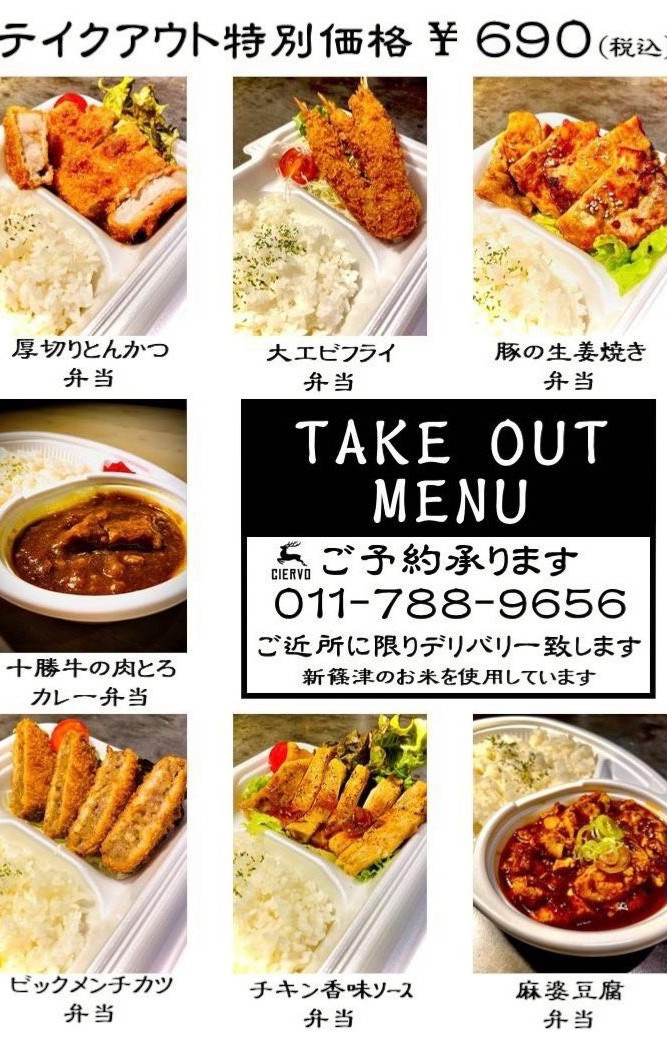 テイクアウト特別価格￥690(税込)
厚切りとんかつ
弁当
大エビフライ
弁当
豚の生姜焼き
弁当
十勝牛の肉とろ
カレー弁当
TAKE OUT
MENU
CIERVO ご予約承ります
011-788-9656
ご近所に限りデリバリー致します
新篠津のお米を使用しています
ビックメンチカツ
弁当
チキン香味ソース
弁当
麻婆豆腐
弁当